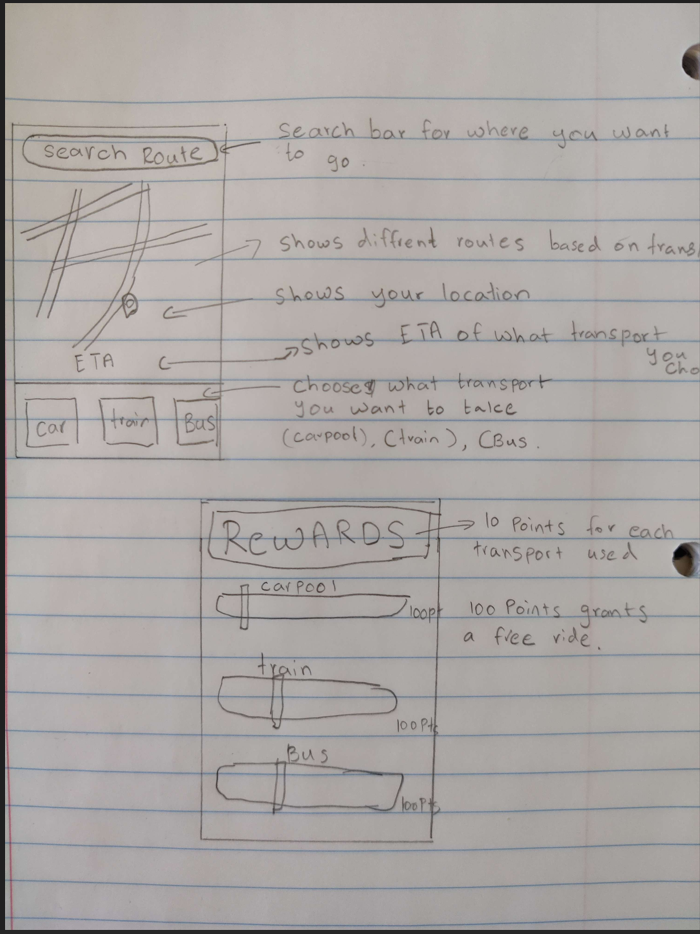 Search Route
Search bar for where you want
to go.
Shows diffrent routes based on trans
Shows your location
Shows ETA of what transport
you
Cho
ETA
Choose what transport
you want to take
(carpool), (train), (Bus.
Car
train
Bus
REWARDS
10 Points for each
transport used
carpool
100pt
100 Points grants
a free ride.
train
100Pts
Bus
100Pts